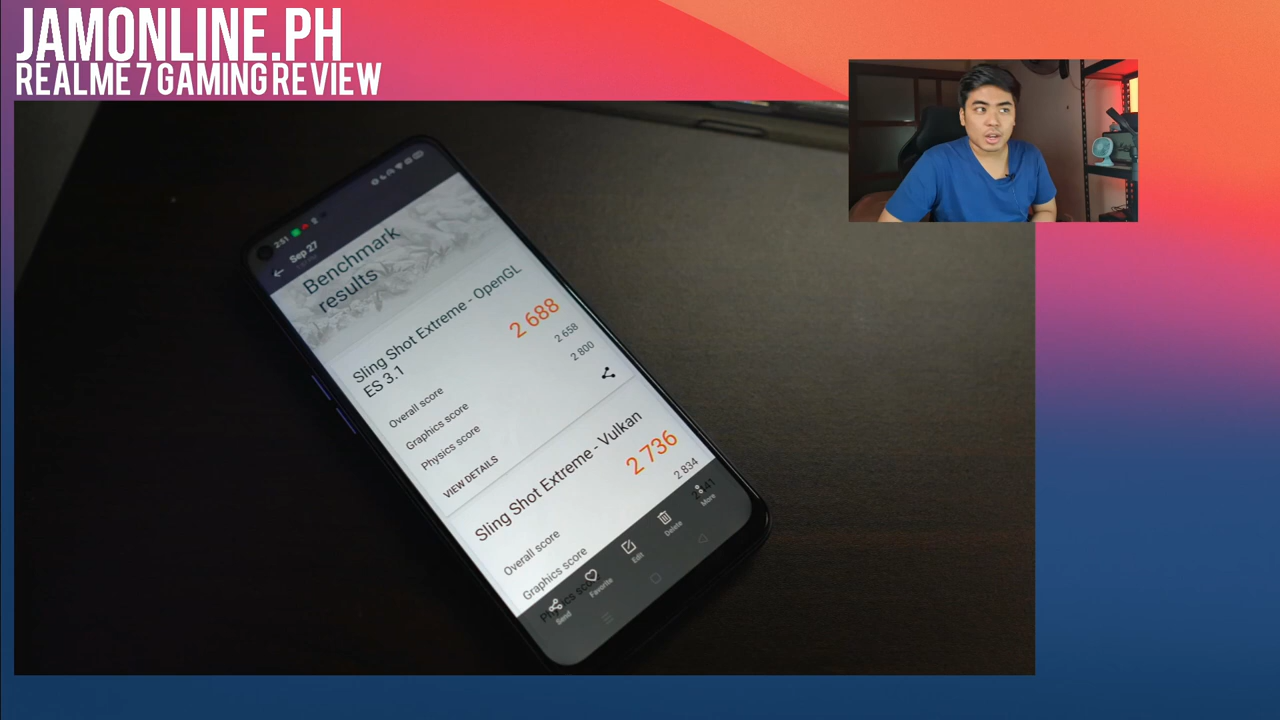 JAMONLINE.PH
REALME 7 GAMING REVIEW
2:51
Sep 27
Benchmark
results
Sling Shot Extreme - OpenGL
ES 3.1
2 688
Overall score
2 658
Graphics score
2 800
Physics score
VIEW DETAILS
Sling Shot Extreme - Vulkan
2 736
Overall score
2 834
Graphics score
Send
Favorite
Edit
Delete
More